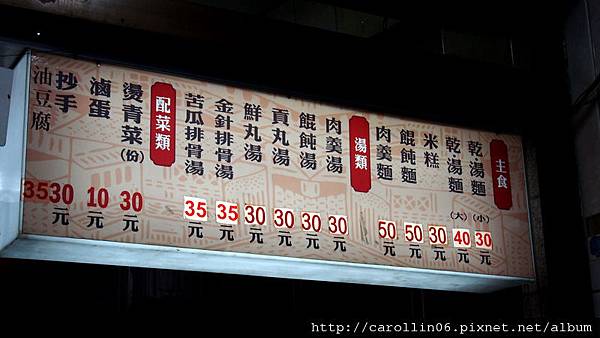 主食
乾湯麵(小) 30元
乾湯麵(大) 40元
米糕 30元
餛飩麵 50元
肉羹麵 50元
湯類
肉羹湯 30元
餛飩湯 30元
貢丸湯 30元
鮮丸湯 30元
金針排骨湯 35元
苦瓜排骨湯 35元
配菜類
燙青菜(份) 30元
滷蛋 10元
抄手 30元
油豆腐 35元
http://carollin06.pixnet.net/album